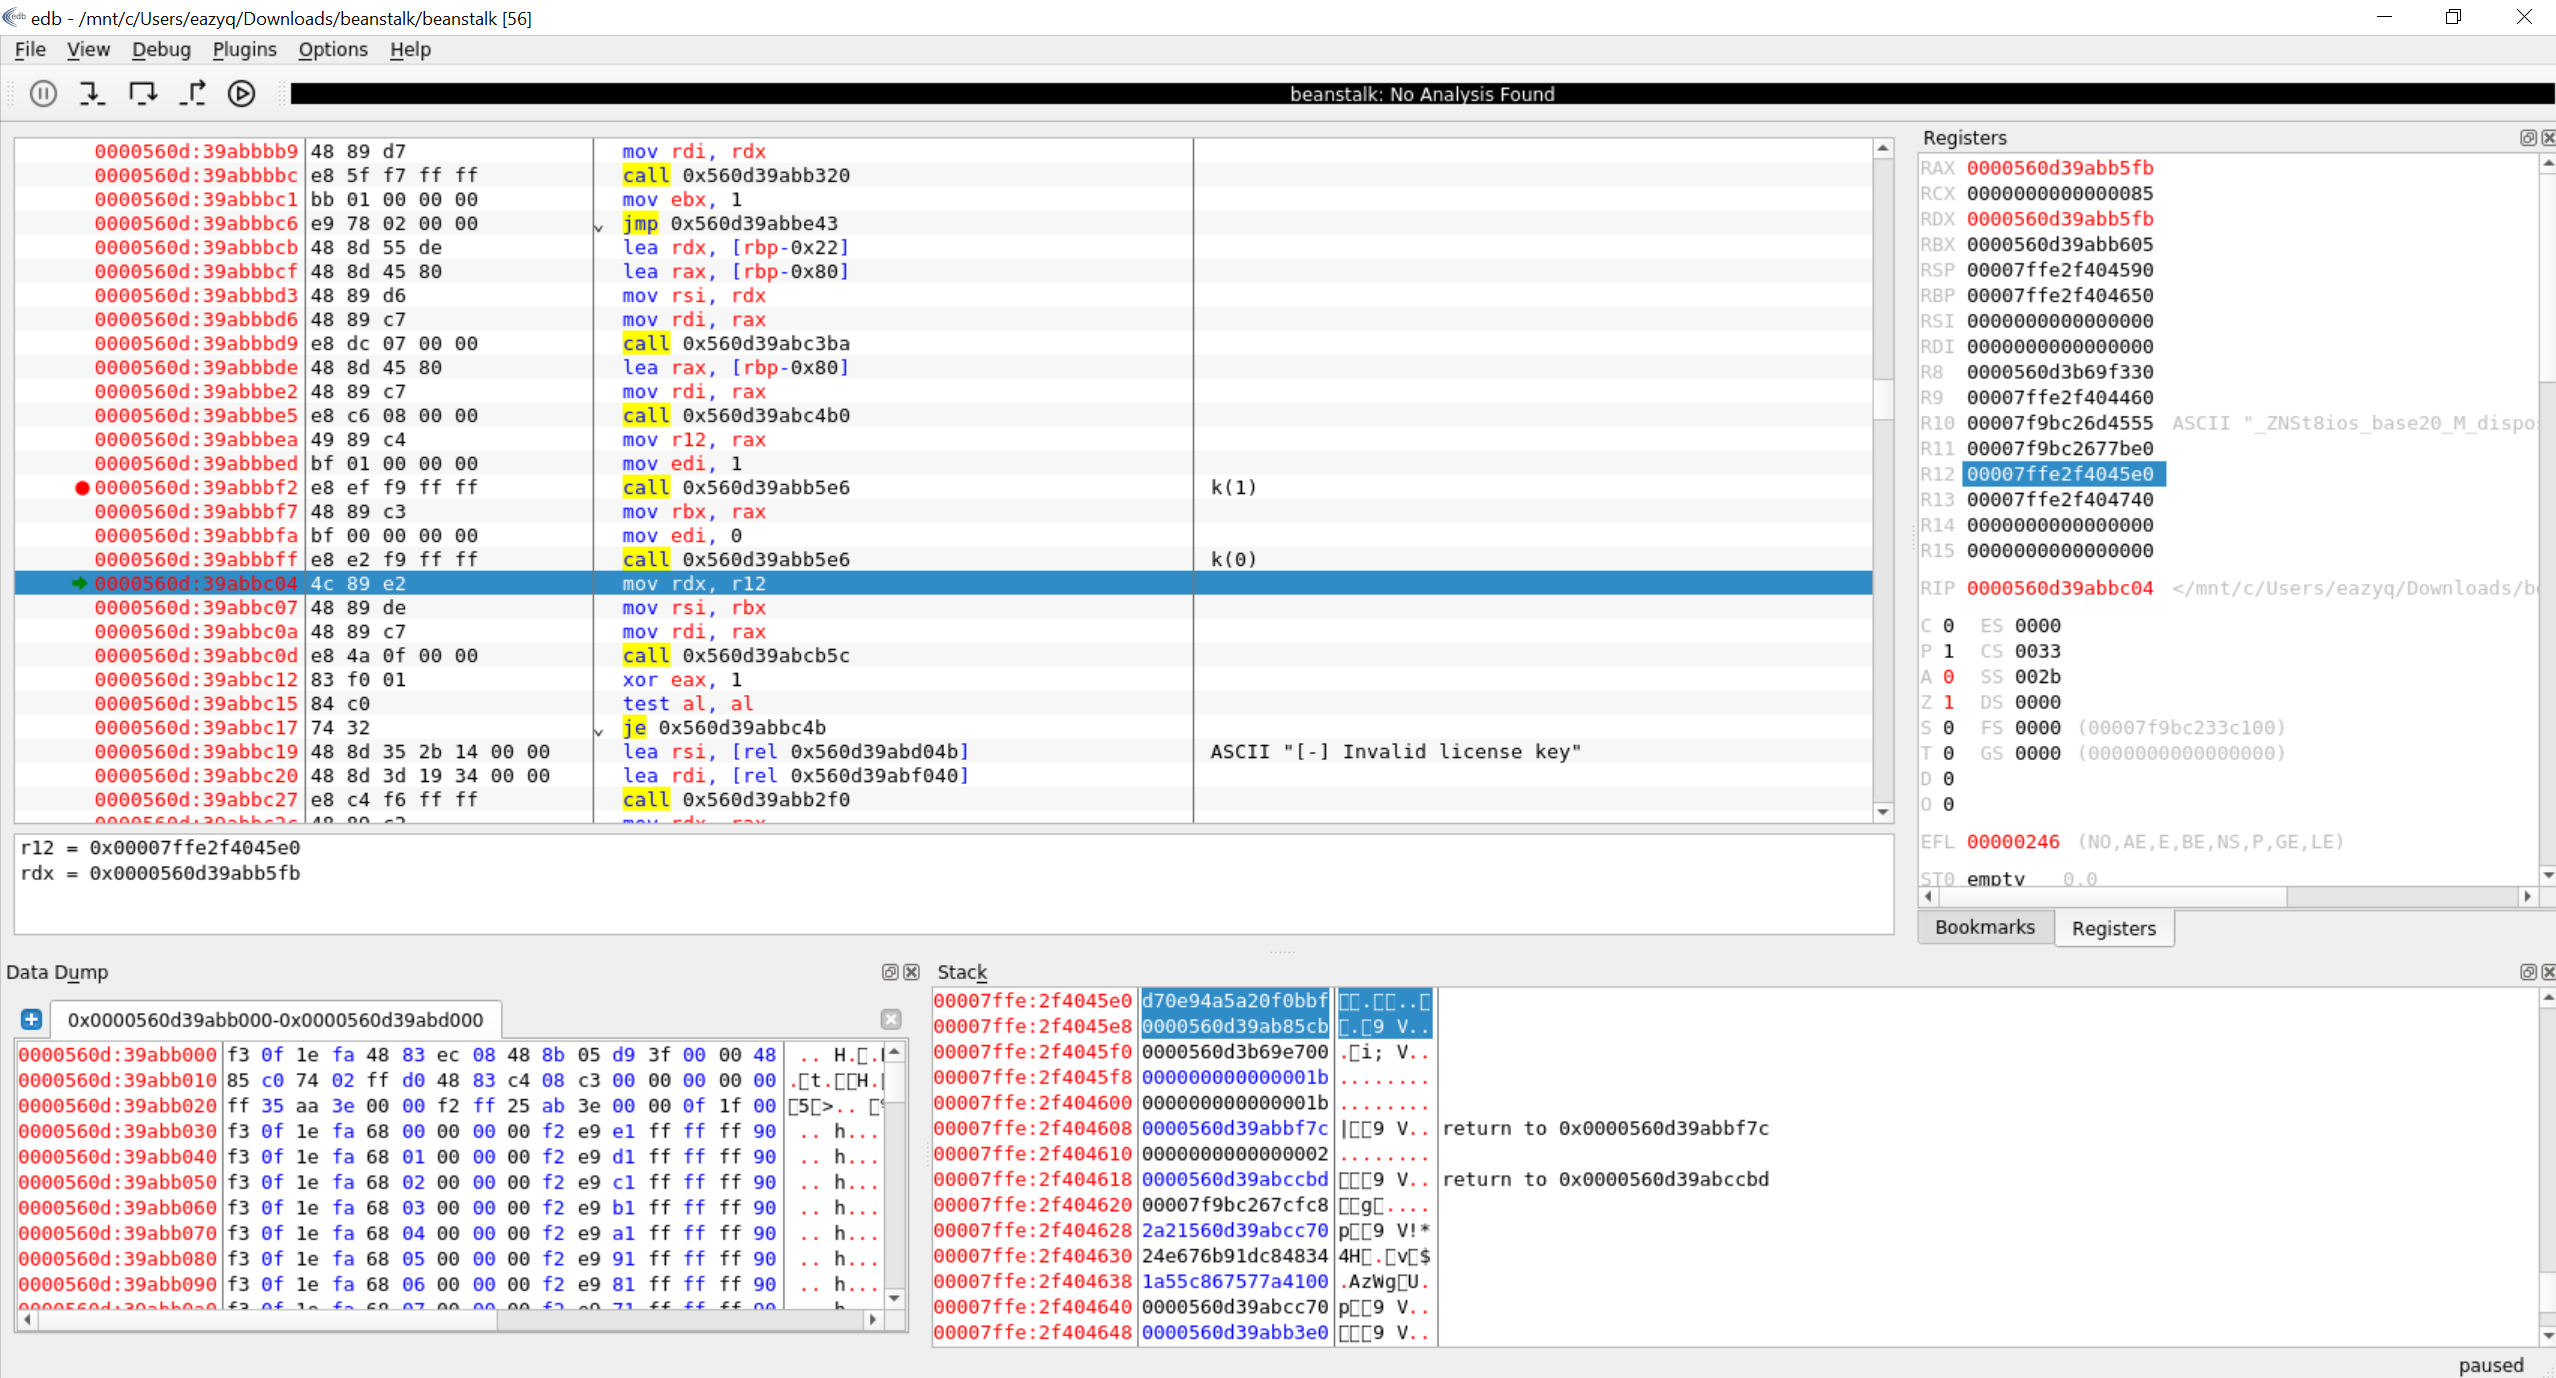 edb - /mnt/c/Users/eazyq/Downloads/beanstalk/beanstalk [56]
File View Debug Plugins Options Help
beanstalk: No Analysis Found
0000560d:39abbbb9 48 89 d7 mov rdi, rdx
0000560d:39abbbbc e8 5f f7 ff ff call 0x560d39abb320
0000560d:39abbbc1 bb 01 00 00 00 mov ebx, 1
0000560d:39abbbc6 e9 78 02 00 00 jmp 0x560d39abbe43
0000560d:39abbbcb 48 8d 55 de lea rdx, [rbp-0x22]
0000560d:39abbbcf 48 8d 45 80 lea rax, [rbp-0x80]
0000560d:39abbbd3 48 89 d6 mov rsi, rdx
0000560d:39abbbd6 48 89 c7 mov rdi, rax
0000560d:39abbbd9 e8 dc 07 00 00 call 0x560d39abc3ba
0000560d:39abbbde 48 8d 45 80 lea rax, [rbp-0x80]
0000560d:39abbbe2 48 89 c7 mov rdi, rax
0000560d:39abbbe5 e8 c6 08 00 00 call 0x560d39abc4b0
0000560d:39abbbea 49 89 c4 mov r12, rax
0000560d:39abbbed bf 01 00 00 00 mov edi, 1
0000560d:39abbbf2 e8 ef f9 ff ff call 0x560d39abb5e6 k(1)
0000560d:39abbbf7 48 89 c3 mov rbx, rax
0000560d:39abbbfa bf 00 00 00 00 mov edi, 0
0000560d:39abbbff e8 e2 f9 ff ff call 0x560d39abb5e6 k(0)
0000560d:39abbc04 4c 89 e2 mov rdx, r12
0000560d:39abbc07 48 89 de mov rsi, rbx
0000560d:39abbc0a 48 89 c7 mov rdi, rax
0000560d:39abbc0d e8 4a 0f 00 00 call 0x560d39abcb5c
0000560d:39abbc12 83 f0 01 xor eax, 1
0000560d:39abbc15 84 c0 test al, al
0000560d:39abbc17 74 32 je 0x560d39abbc4b
0000560d:39abbc19 48 8d 35 2b 14 00 00 lea rsi, [rel 0x560d39abd04b] ASCII "[-] Invalid license key"
0000560d:39abbc20 48 8d 3d 19 34 00 00 lea rdi, [rel 0x560d39abf040]
0000560d:39abbc27 e8 c4 f6 ff ff call 0x560d39abb2f0
r12 = 0x00007ffe2f4045e0
rdx = 0x0000560d39abb5fb
Registers
RAX 0000560d39abb5fb
RCX 0000000000000085
RDX 0000560d39abb5fb
RBX 0000560d39abb605
RSP 00007ffe2f404590
RBP 00007ffe2f404650
RSI 0000000000000000
RDI 0000000000000000
R8 0000560d3b69f330
R9 00007ffe2f404460
R10 00007f9bc26d4555 ASCII "_ZNSt8ios_base20_M_dispo
R11 00007f9bc2677be0
R12 00007ffe2f4045e0
R13 00007ffe2f404740
R14 0000000000000000
R15 0000000000000000
RIP 0000560d39abbc04 </mnt/c/Users/eazyq/Downloads/b
C 0 ES 0000
P 1 CS 0033
A 0 SS 002b
Z 1 DS 0000
S 0 FS 0000 (00007f9bc233c100)
T 0 GS 0000 (0000000000000000)
D 0
O 0
EFL 00000246 (NO,AE,E,BE,NS,P,GE,LE)
ST0 empty 0.0
Bookmarks Registers
Data Dump
0x0000560d39abb000-0x0000560d39abd000
0000560d:39abb000 f3 0f 1e fa 48 83 ec 08 48 8b 05 d9 3f 00 00 48
0000560d:39abb010 85 c0 74 02 ff d0 48 83 c4 08 c3 00 00 00 00 00
0000560d:39abb020 ff 35 aa 3e 00 00 f2 ff 25 ab 3e 00 00 0f 1f 00
0000560d:39abb030 f3 0f 1e fa 68 00 00 00 00 f2 e9 e1 ff ff ff 90 .. h...
0000560d:39abb040 f3 0f 1e fa 68 01 00 00 00 f2 e9 d1 ff ff ff 90 .. h...
0000560d:39abb050 f3 0f 1e fa 68 02 00 00 00 f2 e9 c1 ff ff ff 90 .. h...
0000560d:39abb060 f3 0f 1e fa 68 03 00 00 00 f2 e9 b1 ff ff ff 90 .. h...
0000560d:39abb070 f3 0f 1e fa 68 04 00 00 00 f2 e9 a1 ff ff ff 90 .. h...
0000560d:39abb080 f3 0f 1e fa 68 05 00 00 00 f2 e9 91 ff ff ff 90 .. h...
0000560d:39abb090 f3 0f 1e fa 68 06 00 00 00 f2 e9 81 ff ff ff 90 .. h...
Stack
00007ffe:2f4045e0 d70e94a5a20f0bbf
00007ffe:2f4045e8 0000560d39ab85cb
00007ffe:2f4045f0 0000560d3b69e700
00007ffe:2f4045f8 000000000000001b ........
00007ffe:2f404600 000000000000001b ........
00007ffe:2f404608 0000560d39abbf7c return to 0x0000560d39abbf7c
00007ffe:2f404610 0000000000000002 ........
00007ffe:2f404618 0000560d39abccbd return to 0x0000560d39abccbd
00007ffe:2f404620 00007f9bc267cfc8
00007ffe:2f404628 2a21560d39abcc70
00007ffe:2f404630 24e676b91dc84834
00007ffe:2f404638 1a55c867577a4100
00007ffe:2f404640 0000560d39abcc70
00007ffe:2f404648 0000560d39abb3e0
paused